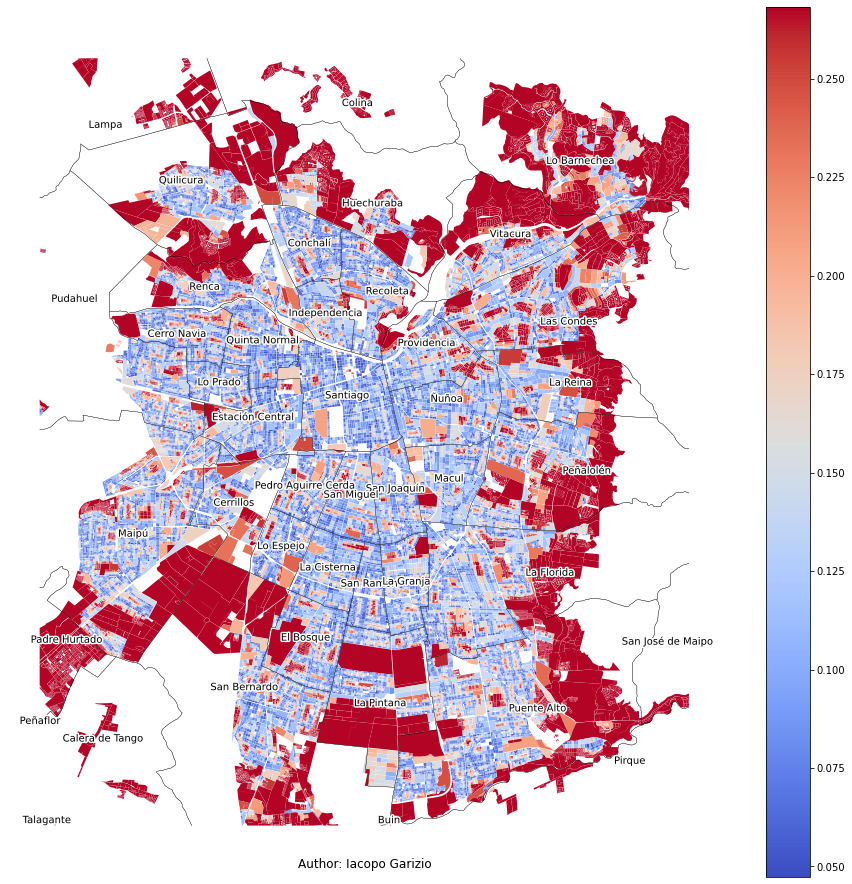 Colina
Lampa
0.250
Lo Barnechea
Quilicura
0.225
Huechuraba
Vitacura
Conchalí
0.200
Renca
Recoleta
Pudahuel
Independencia
Las Condes
Cerro Navia
Quinta Normal
Providencia
0.175
Lo Prado
La Reina
Santiago
Ñuñoa
Estación Central
0.150
Peñalolén
Macul
Pedro Aguirre Cerda
San Joaquín
San Miguel
Cerrillos
Maipú
Lo Espejo
0.125
La Cisterna
La Florida
San Ram
La Granja
El Bosque
Padre Hurtado
San José de Maipo
0.100
San Bernardo
La Pintana
Puente Alto
Peñaflor
Calera de Tango
Pirque
0.075
Talagante
Buin
Author: Iacopo Garizio
0.050